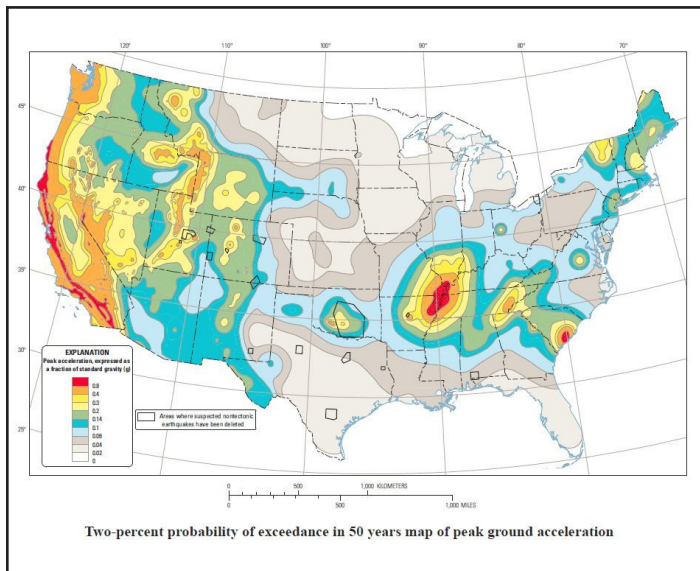 120°
110°
100°
90°
80°
70°
45°
40°
35°
30°
25°
EXPLANATION
Peak acceleration, expressed as
a fraction of standard gravity (g)
0.8
0.4
0.3
0.2
0.14
0.1
0.06
0.04
0.02
0
Areas where suspected nontectonic
earthquakes have been deleted
0 500 1,000 KILOMETERS
0 500 1,000 MILES
Two-percent probability of exceedance in 50 years map of peak ground acceleration